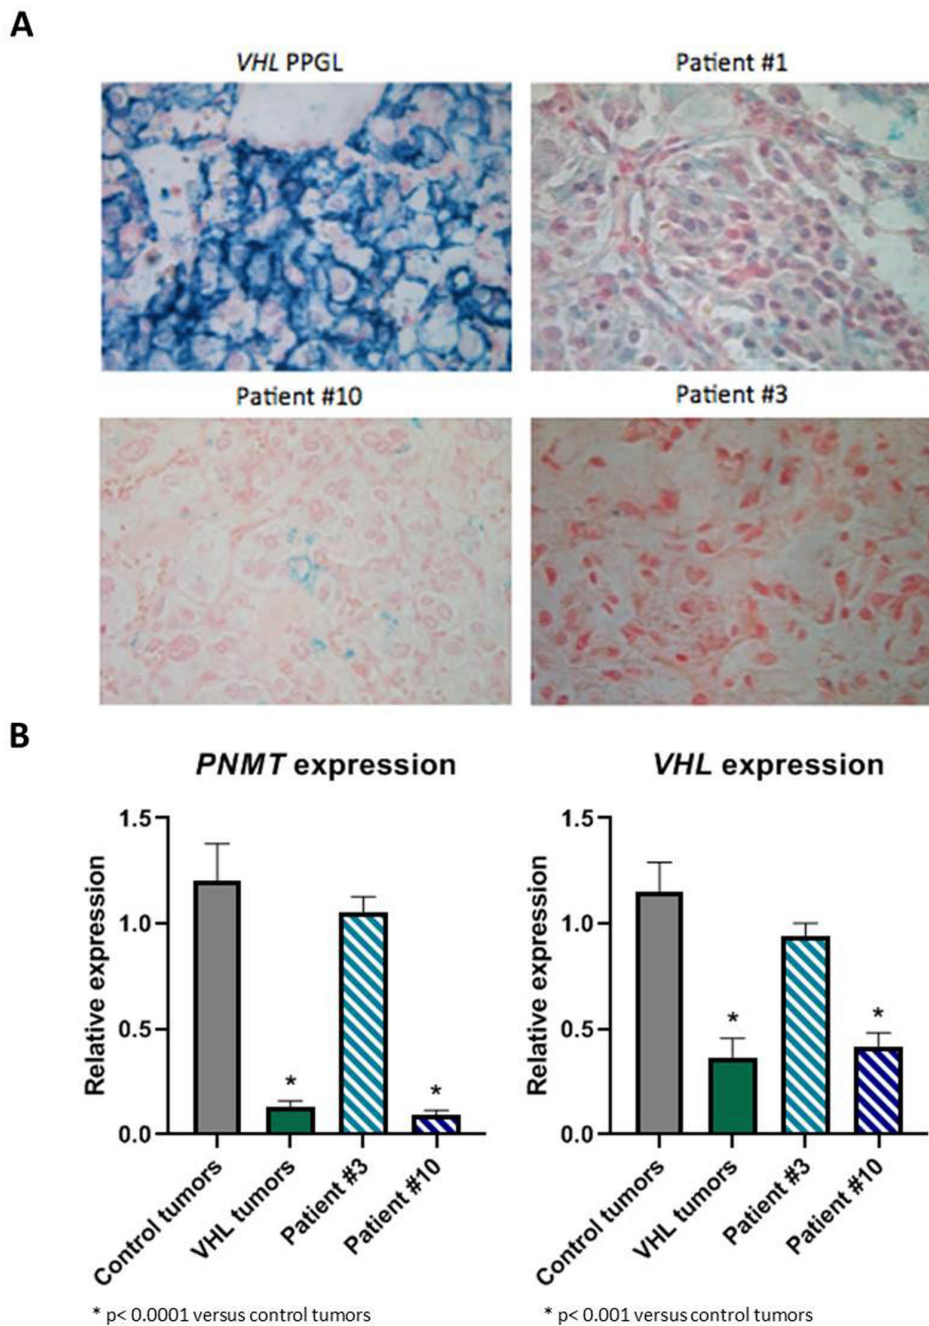 A
VHL PPGL
Patient #1
Patient #10
Patient #3
B
PNMT expression
VHL expression
Relative expression
1.5
1.0
0.5
0.0
Control tumors
VHL tumors
Patient #3
Patient #10
*
*
* p< 0.0001 versus control tumors
Relative expression
1.5
1.0
0.5
0.0
Control tumors
VHL tumors
Patient #3
Patient #10
*
*
* p< 0.001 versus control tumors